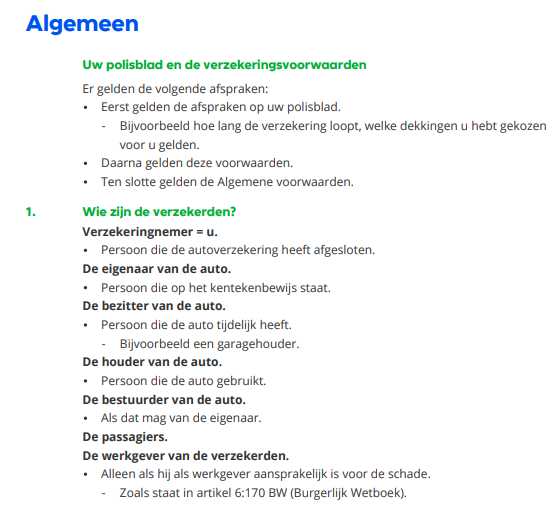 Algemeen
Uw polisblad en de verzekeringsvoorwaarden
Er gelden de volgende afspraken:
• Eerst gelden de afspraken op uw polisblad.
- Bijvoorbeeld hoe lang de verzekering loopt, welke dekkingen u hebt gekozen
voor u gelden.
• Daarna gelden deze voorwaarden.
• Ten slotte gelden de Algemene voorwaarden.
1. Wie zijn de verzekerden?
Verzekeringnemer = u.
• Persoon die de autoverzekering heeft afgesloten.
De eigenaar van de auto.
• Persoon die op het kentekenbewijs staat.
De bezitter van de auto.
• Persoon die de auto tijdelijk heeft.
- Bijvoorbeeld een garagehouder.
De houder van de auto.
• Persoon die de auto gebruikt.
De bestuurder van de auto.
• Als dat mag van de eigenaar.
De passagiers.
De werkgever van de verzekerden.
• Alleen als hij als werkgever aansprakelijk is voor de schade.
- Zoals staat in artikel 6:170 BW (Burgerlijk Wetboek).